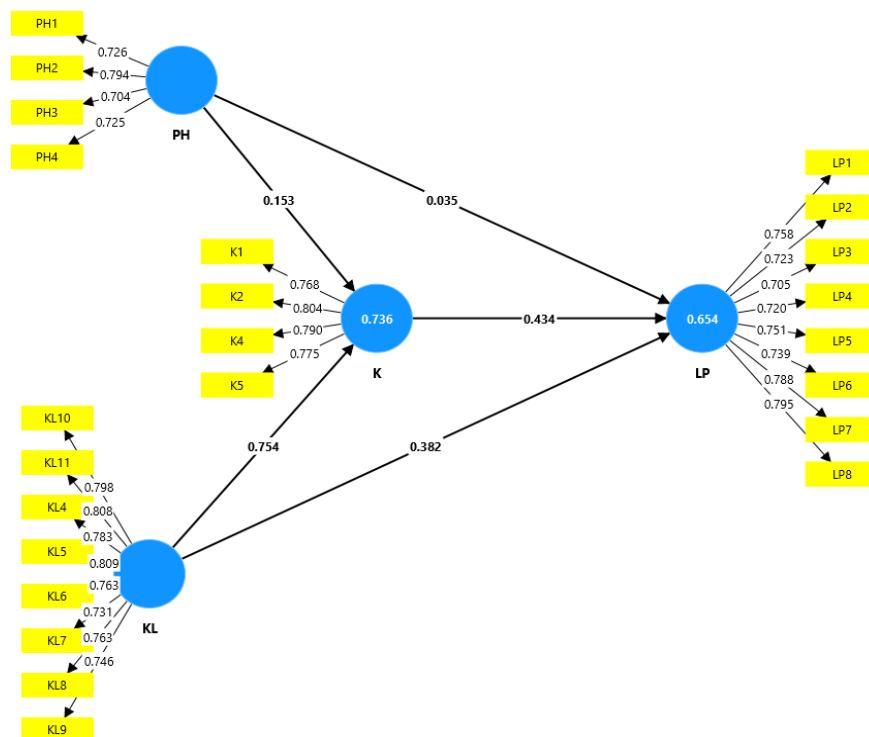 PH1
0.726
PH2
0.794
PH3
0.704
PH4
0.725
PH
0.153
0.035
K1
0.768
K2
0.804
K4
0.790
K5
0.775
0.736
K
0.434
0.654
LP
LP1
0.758
LP2
0.723
LP3
0.705
LP4
0.720
LP5
0.751
LP6
0.739
LP7
0.788
LP8
0.795
0.754
0.382
KL10
0.798
KL11
0.808
KL4
0.783
KL5
0.809
KL6
0.763
KL7
0.731
KL8
0.763
KL9
0.746
KL